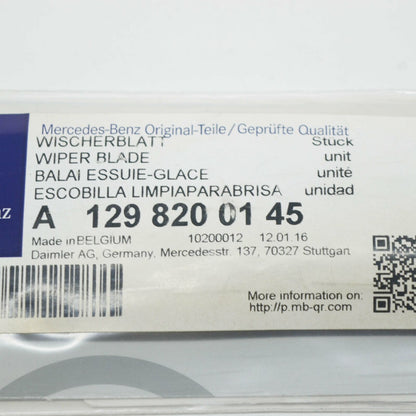 Mercedes-Benz Original-Teile/Geprüfte Qualität
WISCHERBLATT Stück
WIPER BLADE unit
BALAI ESSUIE-GLACE unité
ESCOBILLA LIMPIAPARABRISA unidad
nz
A 129 820 01 45
Made in BELGIUM 10200012 12.01.16
Daimler AG, Germany, Mercedesstr. 137, 70327 Stuttgart
More information on:
http://p.mb-qr.com/